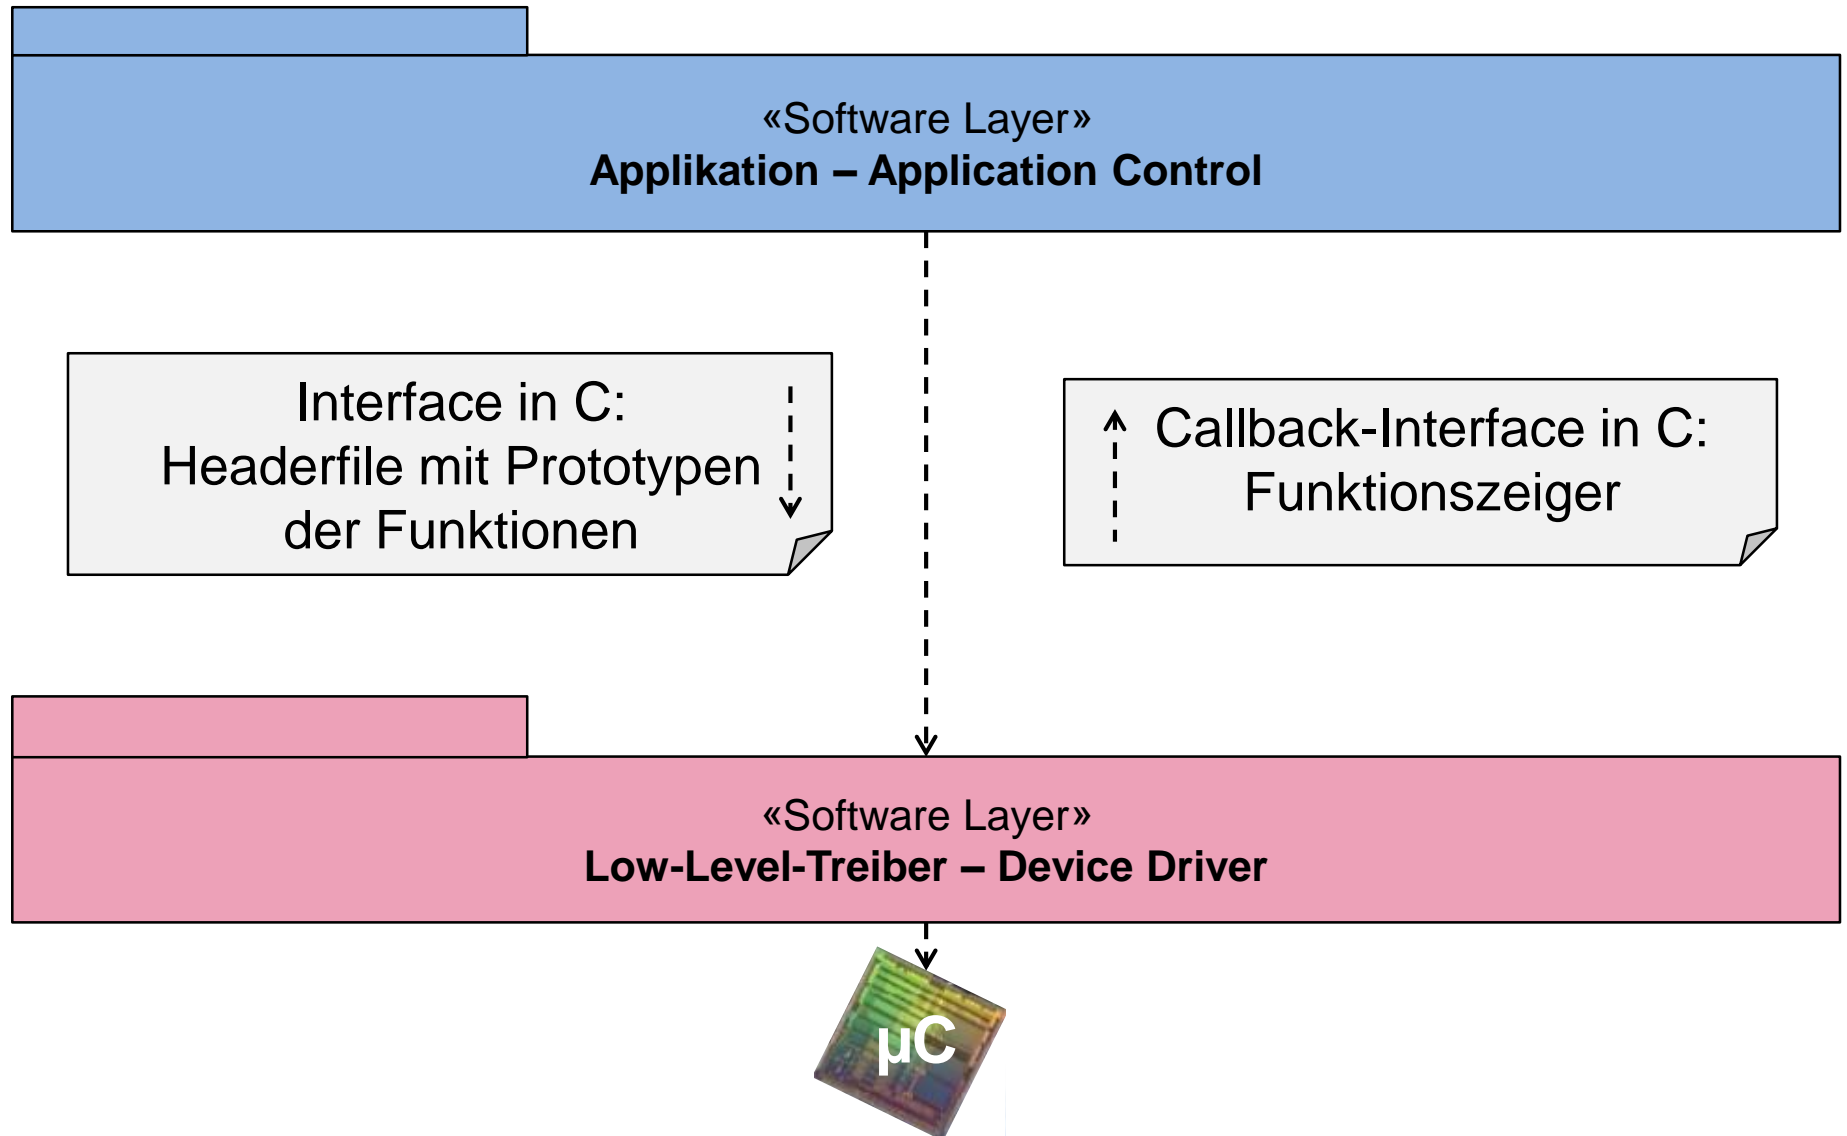 «Software Layer»
Applikation – Application Control
Interface in C:
Headerfile mit Prototypen
der Funktionen
Callback-Interface in C:
Funktionszeiger
«Software Layer»
Low-Level-Treiber – Device Driver
µC